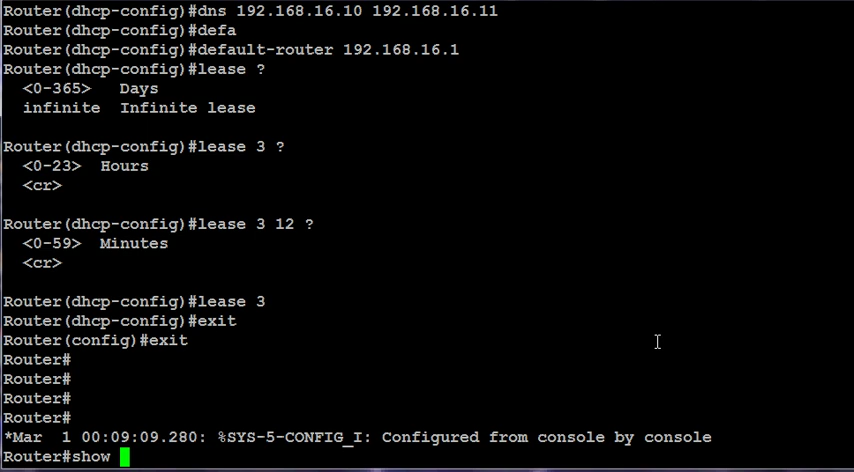 Router(dhcp-config)#dns 192.168.16.10 192.168.16.11
Router(dhcp-config)#defa
Router(dhcp-config)#default-router 192.168.16.1
Router(dhcp-config)#lease ?
  <0-365>   Days
  infinite  Infinite lease

Router(dhcp-config)#lease 3 ?
  <0-23>  Hours
  <cr>

Router(dhcp-config)#lease 3 12 ?
  <0-59>  Minutes
  <cr>

Router(dhcp-config)#lease 3
Router(dhcp-config)#exit
Router(config)#exit
Router#
Router#
Router#
Router#
*Mar  1 00:09:09.280: %SYS-5-CONFIG_I: Configured from console by console
Router#show